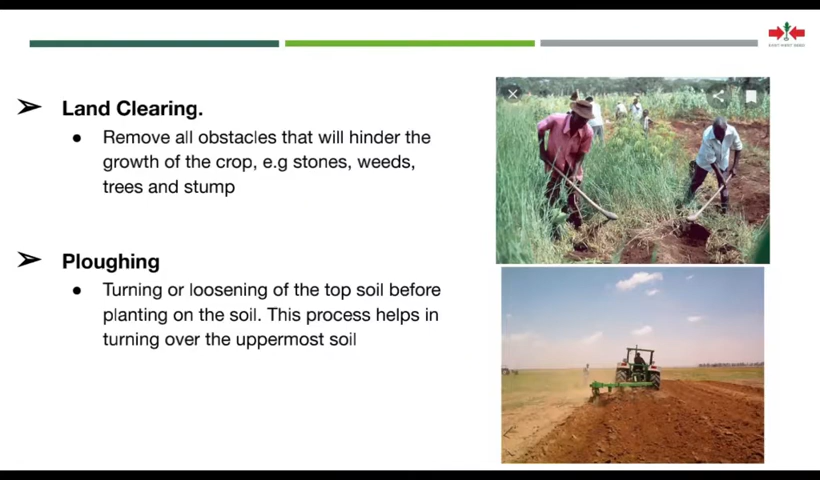 ➢ Land Clearing.
● Remove all obstacles that will hinder the
growth of the crop, e.g stones, weeds,
trees and stump
➢ Ploughing
● Turning or loosening of the top soil before
planting on the soil. This process helps in
turning over the uppermost soil